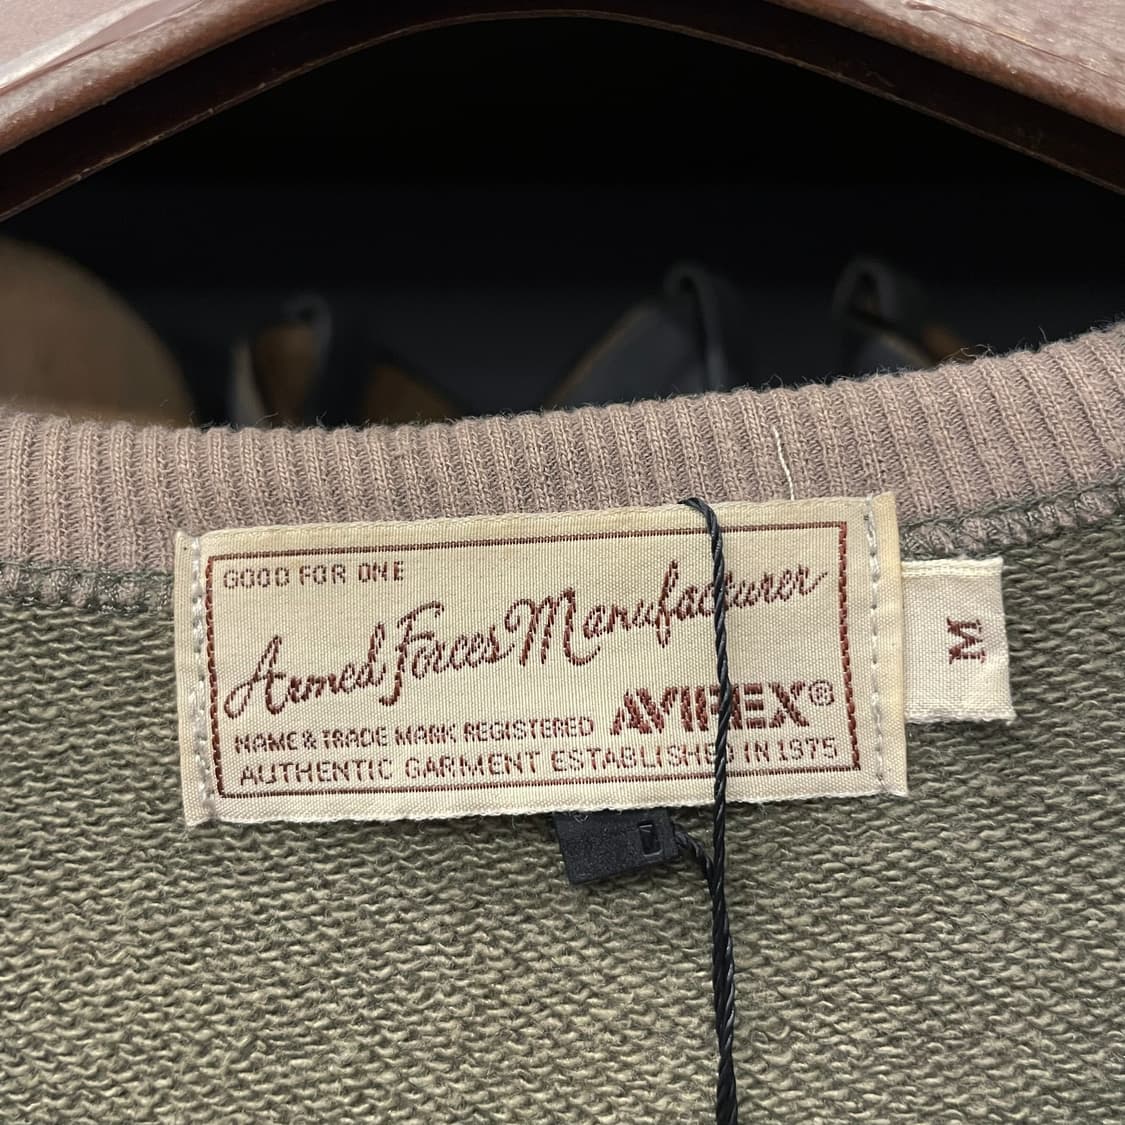 GOOD FOR ONE
Armed Forces Manufacturer
NAME & TRADE MARK REGISTERED AVIREX®
AUTHENTIC GARMENT ESTABLISHED IN 1975
M